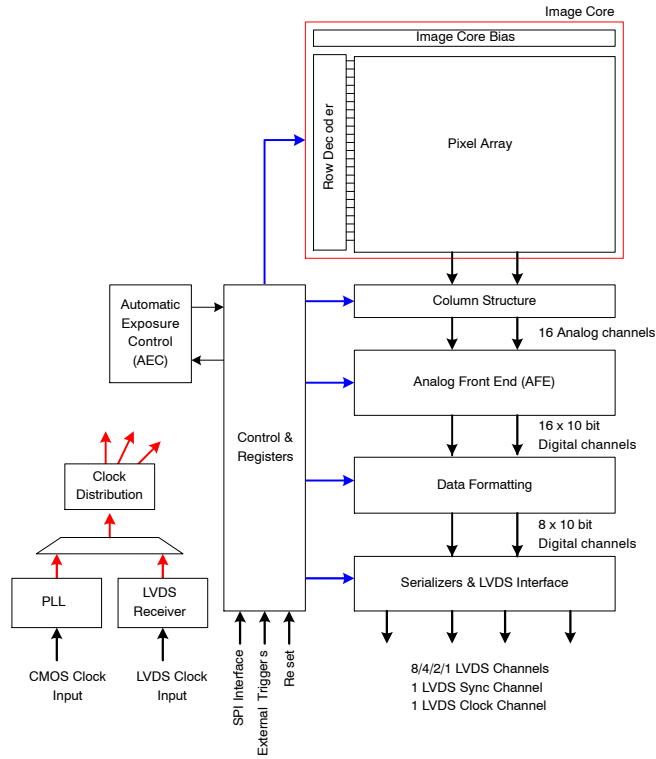 Image Core
Image Core Bias
Row Decoder
Pixel Array
Column Structure
16 Analog channels
Automatic
Exposure
Control
(AEC)
Analog Front End (AFE)
16 x 10 bit
Digital channels
Control &
Registers
Clock
Distribution
Data Formatting
8 x 10 bit
Digital channels
PLL
LVDS
Receiver
Serializers & LVDS Interface
CMOS Clock
Input
LVDS Clock
Input
SPI Interface
External Triggers
Reset
8/4/2/1 LVDS Channels
1 LVDS Sync Channel
1 LVDS Clock Channel